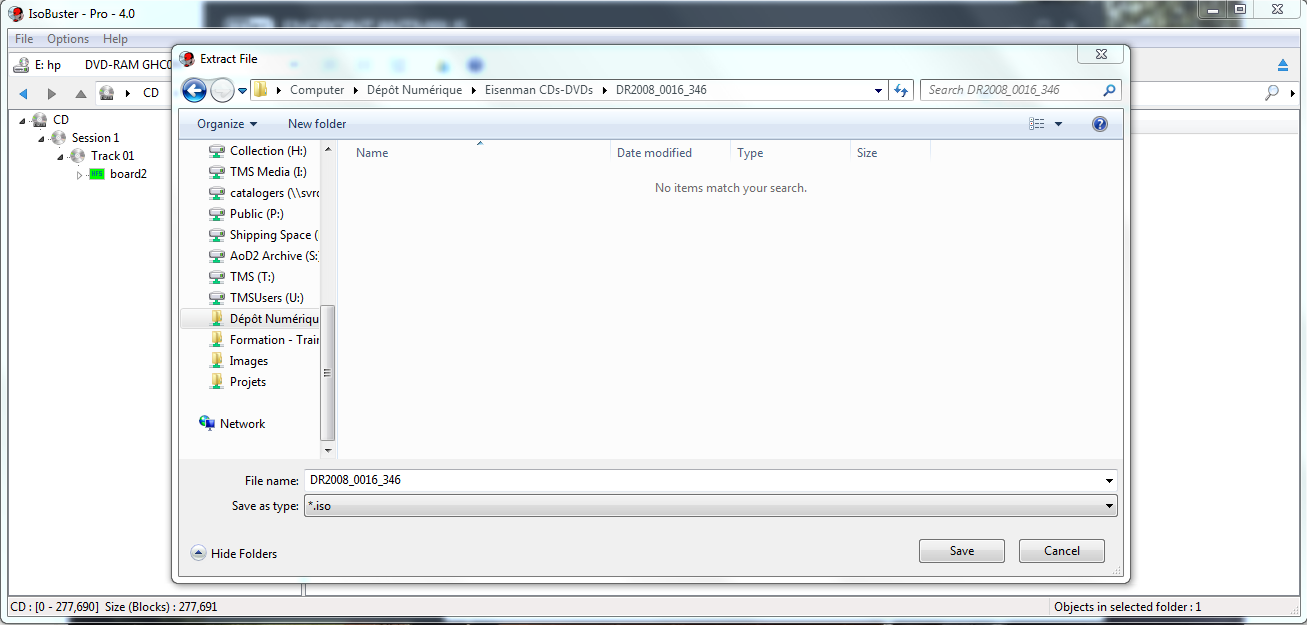 IsoBuster - Pro - 4.0
File Options Help
E: hp DVD-RAM GHC0
CD
CD
Session 1
Track 01
HFS board2
Extract File
Computer Dépôt Numérique Eisenman CDs-DVDs DR2008_0016_346
Search DR2008_0016_346
Organize New folder
Collection (H:)
TMS Media (I:)
catalogers (\\svrc
Public (P:)
Shipping Space (
AoD2 Archive (S:
TMS (T:)
TMSUsers (U:)
Dépôt Numériqu
Formation - Train
Images
Projets
Network
Name Date modified Type Size
No items match your search.
File name: DR2008_0016_346
Save as type: *.iso
Hide Folders
Save Cancel
CD : [0 - 277,690] Size (Blocks) : 277,691
Objects in selected folder : 1